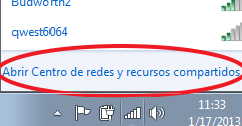 Budworth2
qwest6064
Abrir Centro de redes y recursos compartidos
11:33
1/17/2013